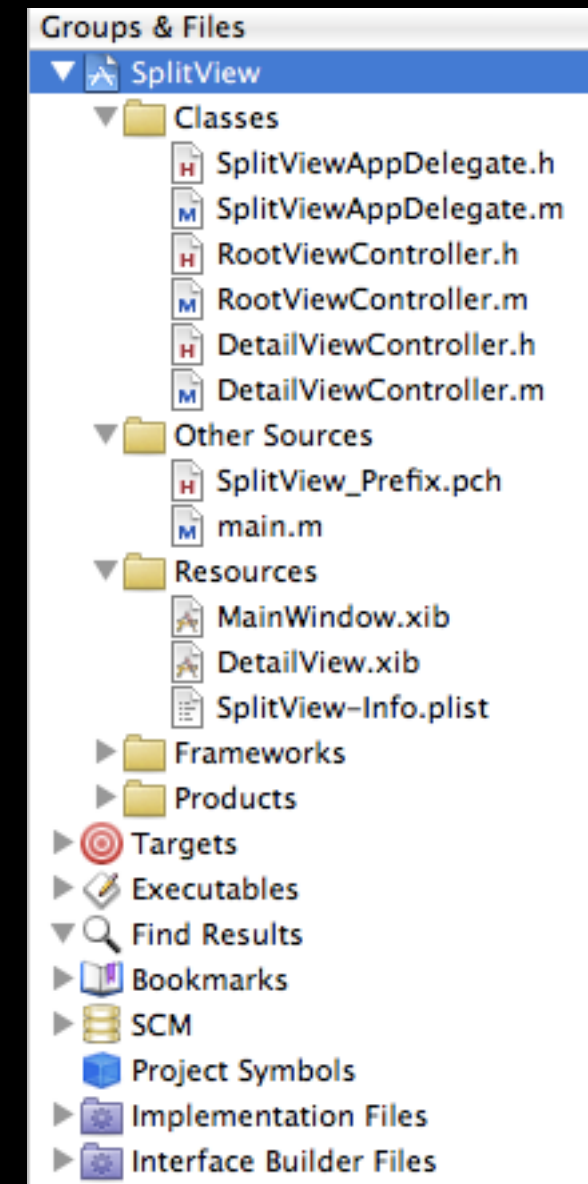 Groups & Files
SplitView
Classes
SplitViewAppDelegate.h
SplitViewAppDelegate.m
RootViewController.h
RootViewController.m
DetailViewController.h
DetailViewController.m
Other Sources
SplitView_Prefix.pch
main.m
Resources
MainWindow.xib
DetailView.xib
SplitView-Info.plist
Frameworks
Products
Targets
Executables
Find Results
Bookmarks
SCM
Project Symbols
Implementation Files
Interface Builder Files